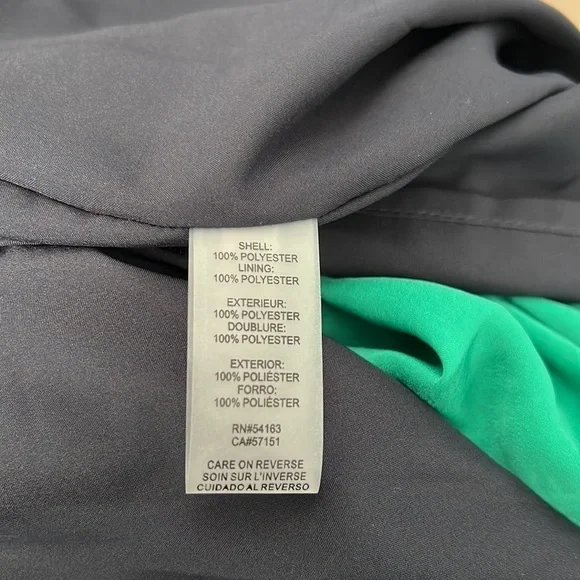 SHELL:
100% POLYESTER
LINING:
100% POLYESTER
EXTERIEUR:
100% POLYESTER
DOUBLURE:
100% POLYESTER
EXTERIOR:
100% POLIÉSTER
FORRO:
100% POLIÉSTER
RN#54163
CA#57151
CARE ON REVERSE
SOIN SUR L'INVERSE
CUIDADO AL REVERSO